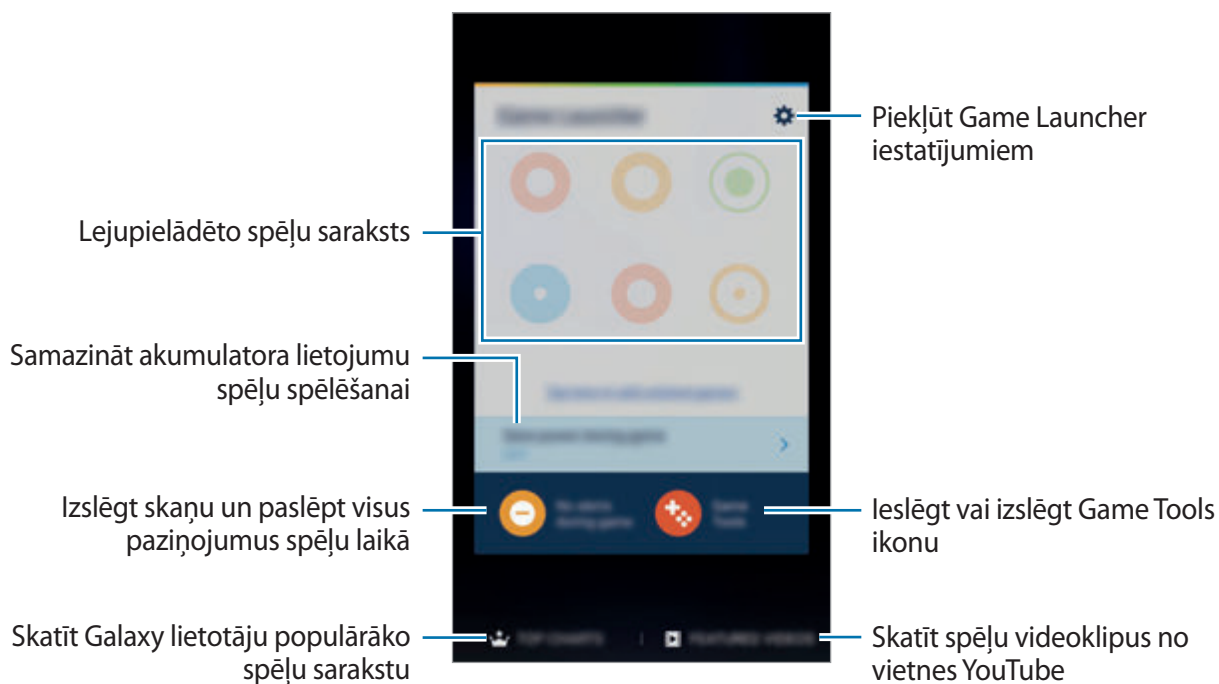 Piekļūt Game Launcher
iestatījumiem
Lejupielādēto spēļu saraksts
Samazināt akumulatora lietojumu
spēļu spēlēšanai
Izslēgt skaņu un paslēpt visus
paziņojumus spēļu laikā
Ieslēgt vai izslēgt Game Tools
ikonu
Skatīt Galaxy lietotāju populārāko
spēļu sarakstu
Skatīt spēļu videoklipus no
vietnes YouTube